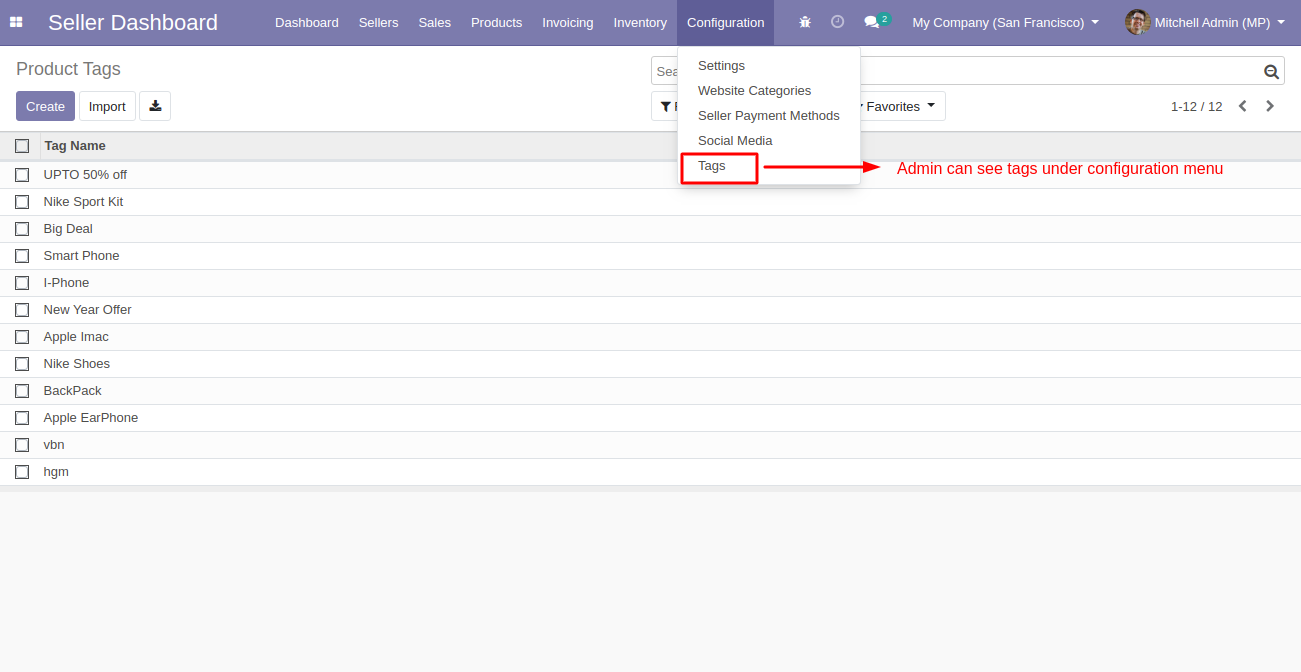 Seller Dashboard Dashboard Sellers Sales Products Invoicing Inventory Configuration 2 My Company (San Francisco) Mitchell Admin (MP)
Product Tags
Create Import
Favorites
1-12 / 12
Settings
Website Categories
Seller Payment Methods
Social Media
Tags
Admin can see tags under configuration menu
Tag Name
UPTO 50% off
Nike Sport Kit
Big Deal
Smart Phone
I-Phone
New Year Offer
Apple Imac
Nike Shoes
BackPack
Apple EarPhone
vbn
hgm